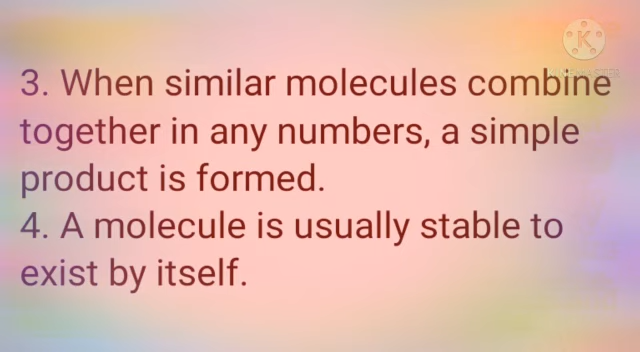 3. When similar molecules combine
together in any numbers, a simple
product is formed.
4. A molecule is usually stable to
exist by itself.